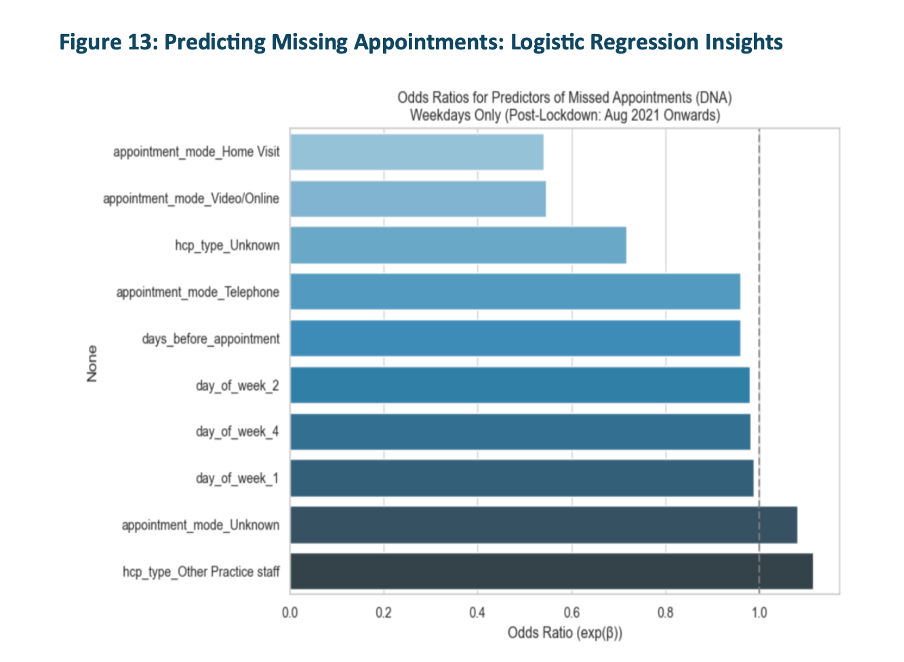 Figure 13: Predicting Missing Appointments: Logistic Regression Insights
Odds Ratios for Predictors of Missed Appointments (DNA)
Weekdays Only (Post-Lockdown: Aug 2021 Onwards)
appointment_mode_Home Visit
appointment_mode_Video/Online
hcp_type_Unknown
appointment_mode_Telephone
days_before_appointment
None
day_of_week_2
day_of_week_4
day_of_week_1
appointment_mode_Unknown
hcp_type_Other Practice staff
0.0 0.2 0.4 0.6 0.8 1.0
Odds Ratio (exp(β))